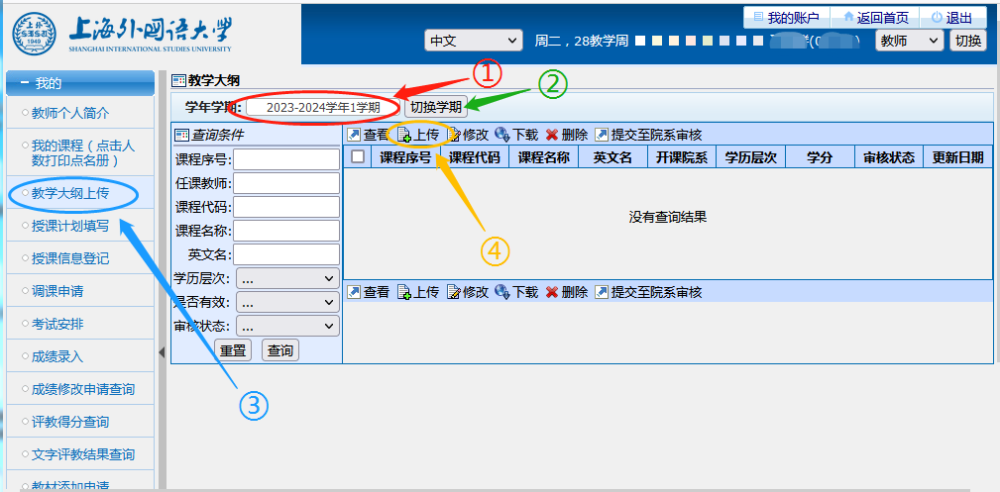 上外
SISU
1949
上海外国语大学
SHANGHAI INTERNATIONAL STUDIES UNIVERSITY
我的账户 返回首页 退出
中文 周二，28教学周 教师 切换
我的
教师个人简介
我的课程（点击人
数打印点名册）
教学大纲上传
授课计划填写
授课信息登记
调课申请
考试安排
成绩录入
成绩修改申请查询
评教得分查询
文字评教结果查询
教材添加申请
教学大纲
学年学期: 2023-2024学年1学期 切换学期
① ②
查询条件
课程序号:
任课教师:
课程代码:
课程名称:
英文名:
学历层次: ...
是否有效: ...
审核状态: ...
重置 查询
查看 上传 修改 下载 删除 提交至院系审核
课程序号 课程代码 课程名称 英文名 开课院系 学历层次 学分 审核状态 更新日期
没有查询结果
④
查看 上传 修改 下载 删除 提交至院系审核
③